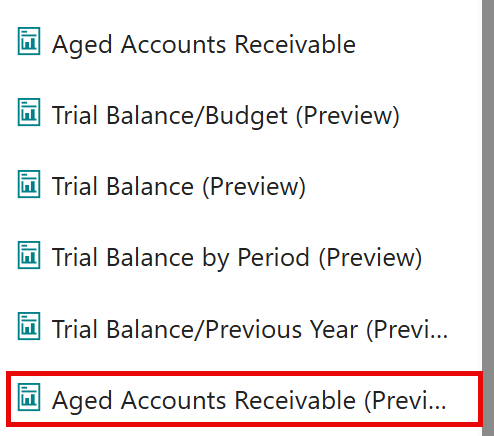 Aged Accounts Receivable
Trial Balance/Budget (Preview)
Trial Balance (Preview)
Trial Balance by Period (Preview)
Trial Balance/Previous Year (Previ...
Aged Accounts Receivable (Previ...